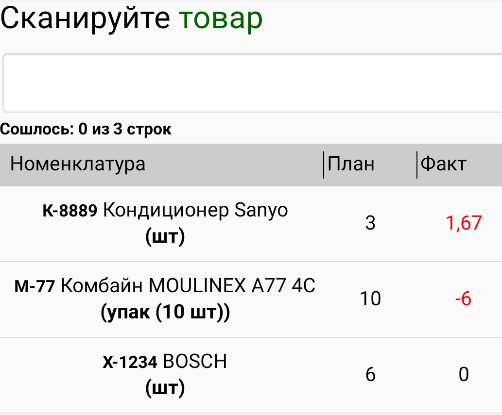 Сканируйте товар
Сошлось: 0 из 3 строк
Номенклатура План Факт
К-8889 Кондиционер Sanyo
(шт) 3 1,67
М-77 Комбайн MOULINEX A77 4C
(упак (10 шт)) 10 -6
Х-1234 BOSCH
(шт) 6 0